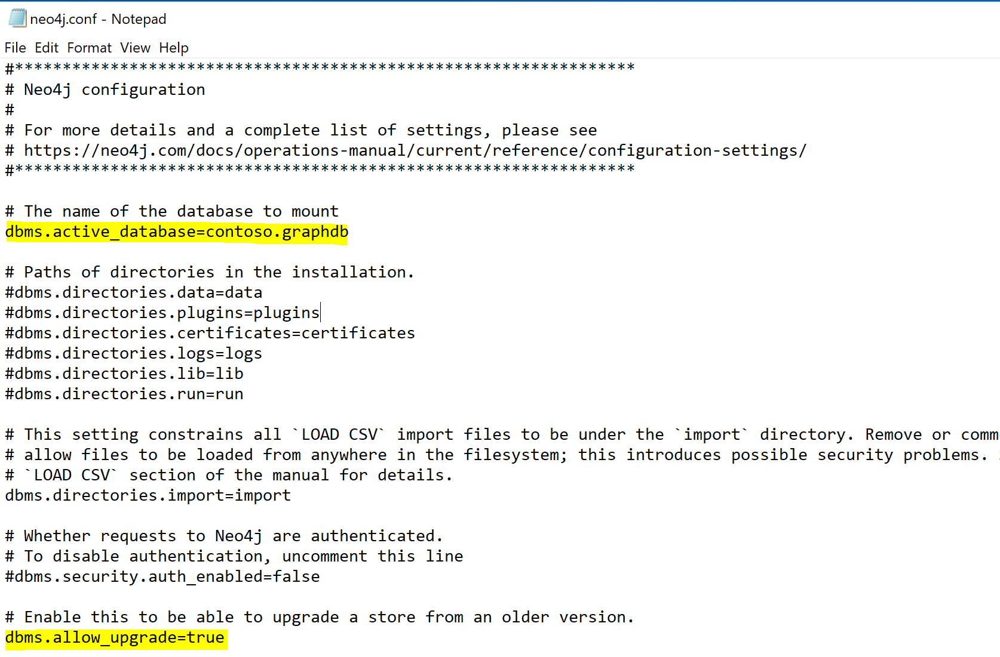 neo4j.conf - Notepad
File Edit Format View Help
#*****************************************************************
# Neo4j configuration
#
# For more details and a complete list of settings, please see
# https://neo4j.com/docs/operations-manual/current/reference/configuration-settings/
#*****************************************************************
# The name of the database to mount
dbms.active_database=contoso.graphdb
# Paths of directories in the installation.
#dbms.directories.data=data
#dbms.directories.plugins=plugins
#dbms.directories.certificates=certificates
#dbms.directories.logs=logs
#dbms.directories.lib=lib
#dbms.directories.run=run
# This setting constrains all `LOAD CSV` import files to be under the `import` directory. Remove or comm
# allow files to be loaded from anywhere in the filesystem; this introduces possible security problems.
# `LOAD CSV` section of the manual for details.
dbms.directories.import=import
# Whether requests to Neo4j are authenticated.
# To disable authentication, uncomment this line
#dbms.security.auth_enabled=false
# Enable this to be able to upgrade a store from an older version.
dbms.allow_upgrade=true